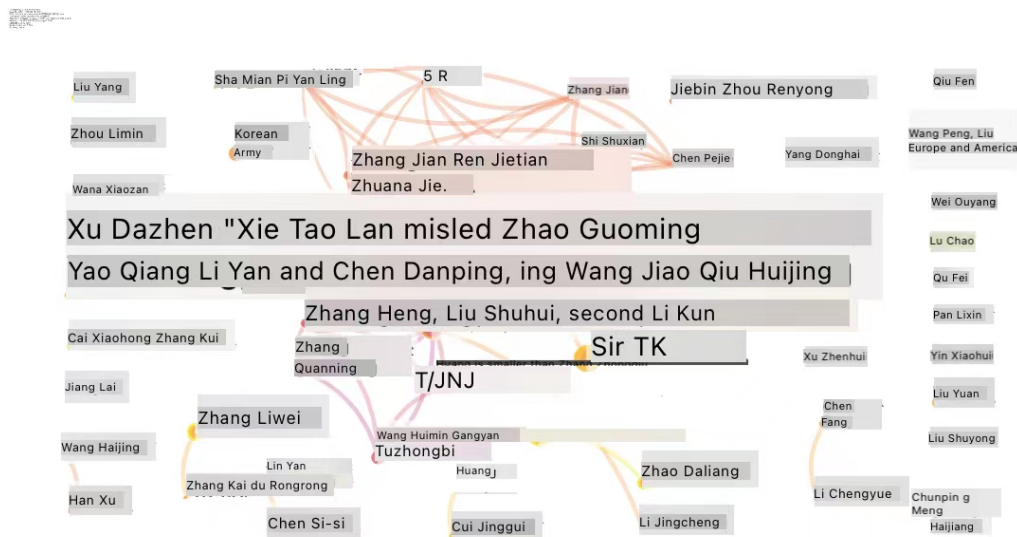 5 R
Sha Mian Pi Yan Ling
Liu Yang
Zhang Jian
Jiebin Zhou Renyong
Qiu Fen
Zhou Limin
Korean
Army
Shi Shuxian
Wang Peng, Liu
Europe and America
Zhang Jian Ren Jietian
Chen Pejie
Yang Donghai
Wana Xiaozan
Zhuana Jie.
Wei Ouyang
Xu Dazhen "Xie Tao Lan misled Zhao Guoming
Lu Chao
Yao Qiang Li Yan and Chen Danping, ing Wang Jiao Qiu Huijing
Qu Fei
Zhang Heng, Liu Shuhui, second Li Kun
Pan Lixin
Cai Xiaohong Zhang Kui
Zhang
Quanning
Sir TK
Xu Zhenhui
Yin Xiaohui
T/JNJ
Jiang Lai
Liu Yuan
Zhang Liwei
Chen
Fang
Wang Haijing
Wang Huimin Gangyan
Tuzhongbi
Liu Shuyong
Lin Yan
Huang
Zhao Daliang
Zhang Kai du Rongrong
Han Xu
Li Chengyue
Chunpin g
Meng
Chen Si-si
Cui Jinggui
Li Jingcheng
Haijiang